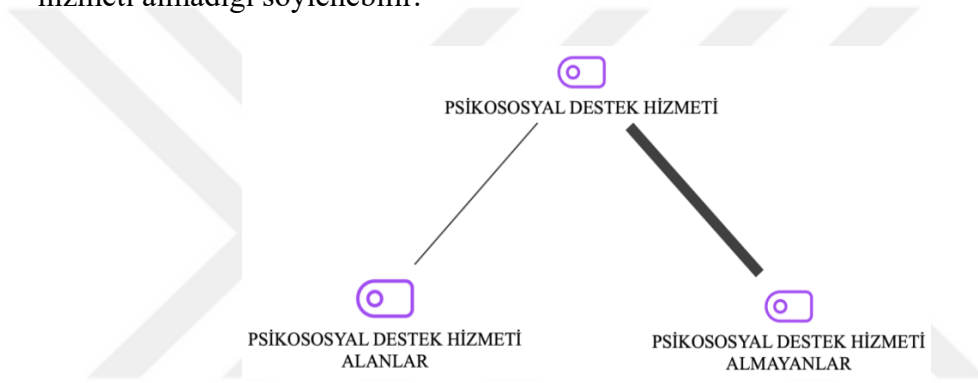 hizmeti almadığı söylenebilir.
PSİKOSOSYAL DESTEK HİZMETİ
PSİKOSOSYAL DESTEK HİZMETİ
ALANLAR
PSİKOSOSYAL DESTEK HİZMETİ
ALMAYANLAR